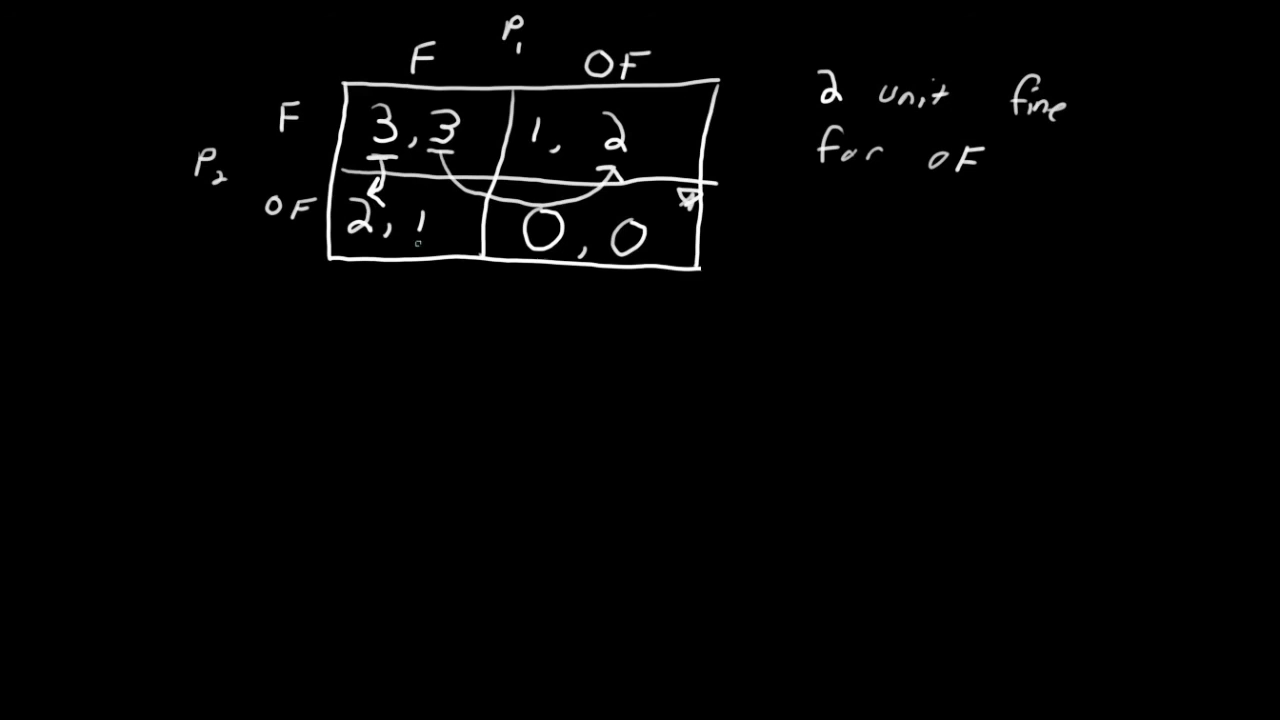 P1
F OF
F 3, 3 1, 2
P2
OF 2, 1 0, 0
2 unit fine
for OF